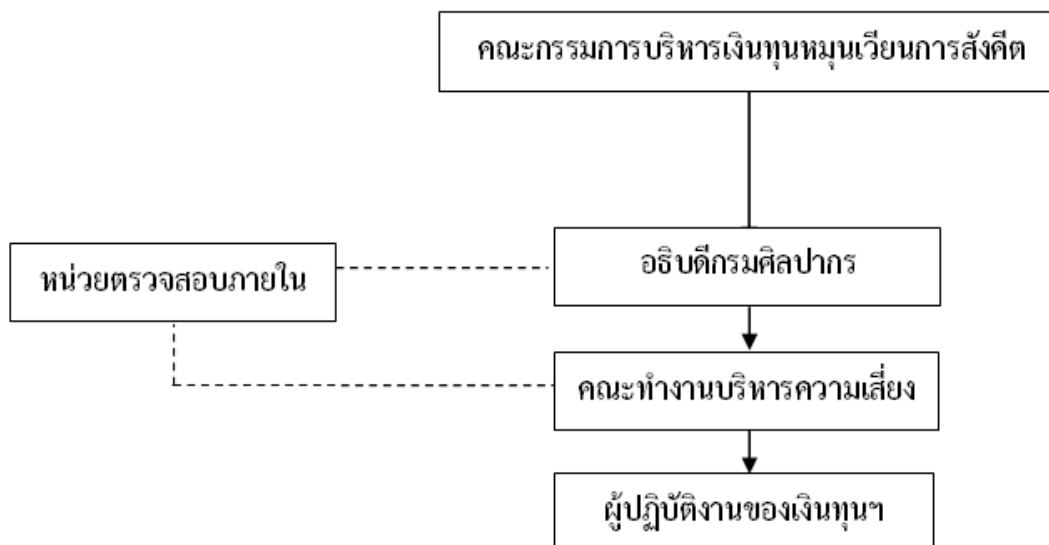 คณะกรรมการบริหารเงินทุนหมุนเวียนการสังคีต
อธิบดีกรมศิลปากร
หน่วยตรวจสอบภายใน
คณะทำงานบริหารความเสี่ยง
ผู้ปฏิบัติงานของเงินทุนฯ